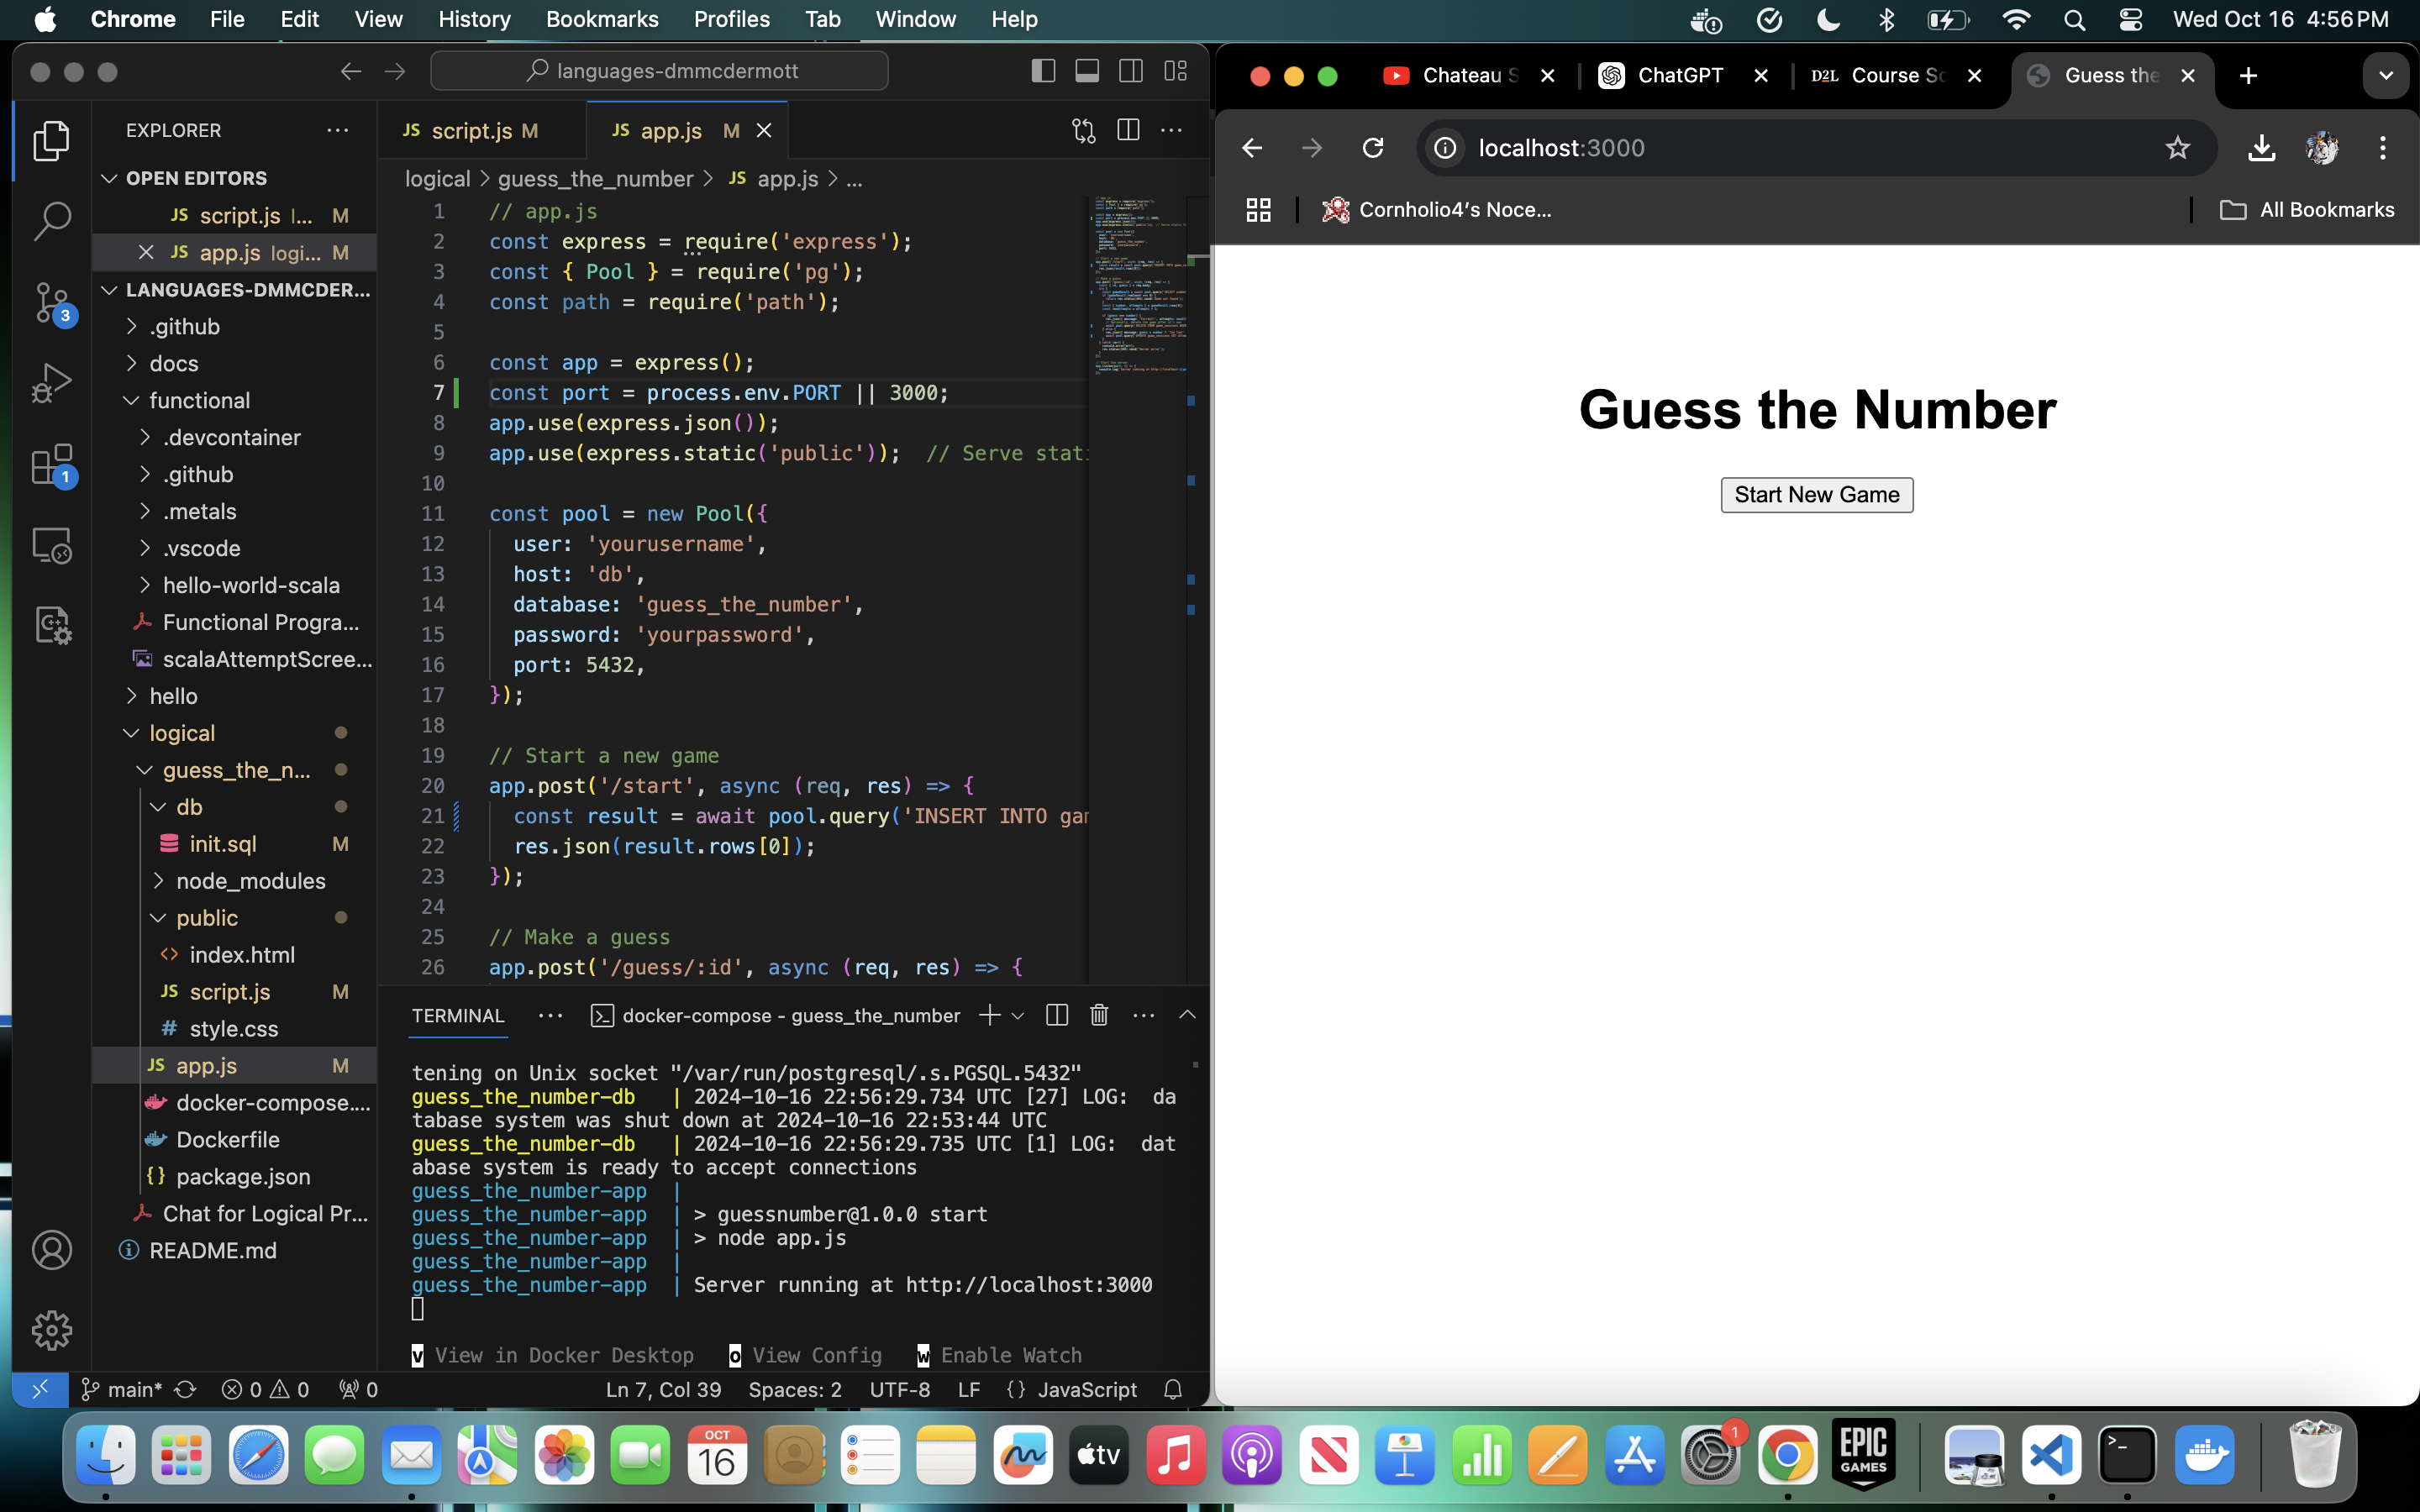 Chrome File Edit View History Bookmarks Profiles Tab Window Help Wed Oct 16 4:56 PM
languages-dmmcdermott
EXPLORER
OPEN EDITORS
JS script.js l... M
JS app.js logi... M
LANGUAGES-DMMCDER...
.github
docs
functional
.devcontainer
.github
.metals
.vscode
hello-world-scala
Functional Progra...
scalaAttemptScree...
hello
logical
guess_the_n...
db
init.sql M
node_modules
public
index.html
JS script.js M
# style.css
JS app.js M
docker-compose....
Dockerfile
{} package.json
Chat for Logical Pr...
README.md
3
1
JS script.js M JS app.js M
logical > guess_the_number > JS app.js > ...
1 // app.js
2 const express = require('express');
3 const { Pool } = require('pg');
4 const path = require('path');
5
6 const app = express();
7 const port = process.env.PORT || 3000;
8 app.use(express.json());
9 app.use(express.static('public')); // Serve stati
10
11 const pool = new Pool({
12 user: 'yourusername',
13 host: 'db',
14 database: 'guess_the_number',
15 password: 'yourpassword',
16 port: 5432,
17 });
18
19 // Start a new game
20 app.post('/start', async (req, res) => {
21 const result = await pool.query('INSERT INTO gam
22 res.json(result.rows[0]);
23 });
24
25 // Make a guess
26 app.post('/guess/:id', async (req, res) => {
TERMINAL ... docker-compose - guess_the_number
tening on Unix socket "/var/run/postgresql/.s.PGSQL.5432"
guess_the_number-db | 2024-10-16 22:56:29.734 UTC [27] LOG: da
tabase system was shut down at 2024-10-16 22:53:44 UTC
guess_the_number-db | 2024-10-16 22:56:29.735 UTC [1] LOG: dat
abase system is ready to accept connections
guess_the_number-app |
guess_the_number-app | > guessnumber@1.0.0 start
guess_the_number-app | > node app.js
guess_the_number-app |
guess_the_number-app | Server running at http://localhost:3000
v View in Docker Desktop o View Config w Enable Watch
main* 0 0 0 Ln 7, Col 39 Spaces: 2 UTF-8 LF {} JavaScript
Chateau S ChatGPT D2L Course Sc Guess the
localhost:3000
Cornholio4's Noce... All Bookmarks
Guess the Number
Start New Game
OCT
16
tv
1
EPIC
GAMES